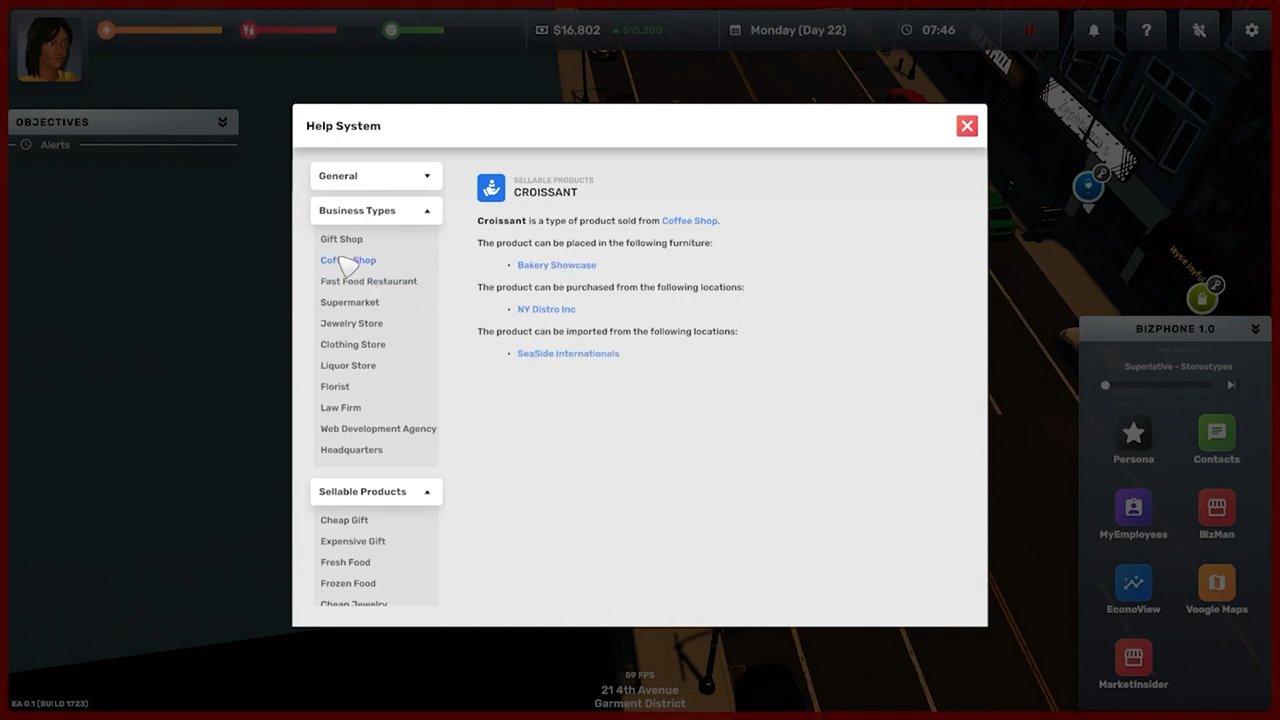 $16,802
$15,200
Monday (Day 22)
07:46
?
OBJECTIVES
Alerts
Help System
General
Business Types
Gift Shop
Coffee Shop
Fast Food Restaurant
Supermarket
Jewelry Store
Clothing Store
Liquor Store
Florist
Law Firm
Web Development Agency
Headquarters
Sellable Products
Cheap Gift
Expensive Gift
Fresh Food
Frozen Food
Cheap Jewelry
SELLABLE PRODUCTS
CROISSANT
Croissant is a type of product sold from Coffee Shop.
The product can be placed in the following furniture:
• Bakery Showcase
The product can be purchased from the following locations:
• NY Distro Inc
The product can be imported from the following locations:
• SeaSide Internationals
BIZPHONE 1.0
Superlative - Stereotypes
Persona
Contacts
MyEmployees
BizMan
EconoView
Voogle Maps
MarketInsider
59 FPS
21 4th Avenue
Garment District
EA 0.1 (BUILD 1723)